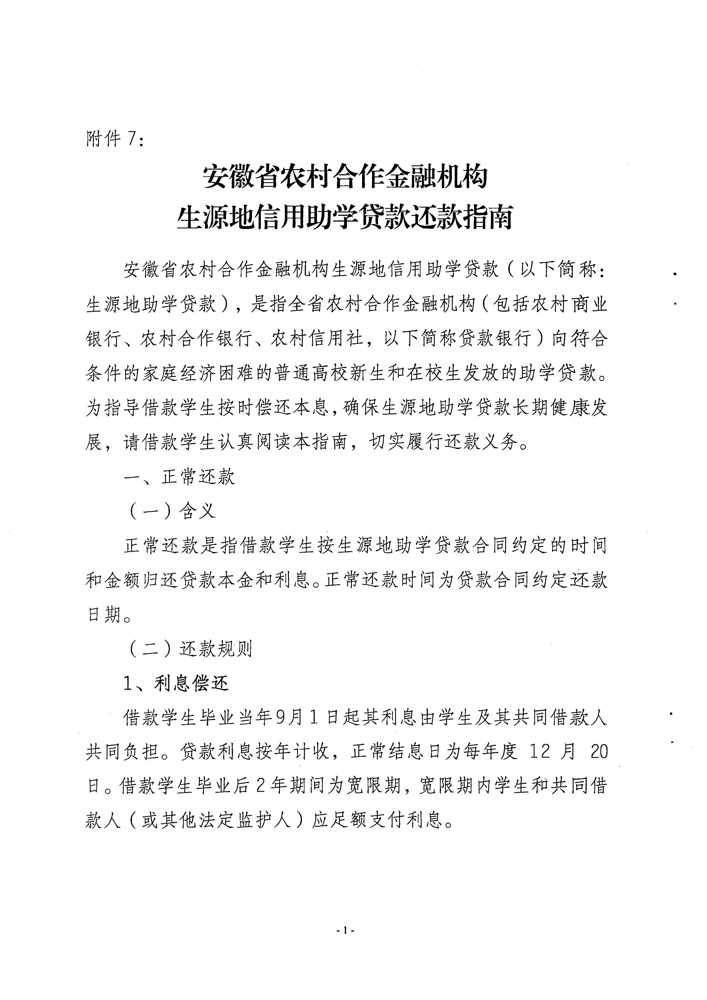 附件 7：
安徽省农村合作金融机构
生源地信用助学贷款还款指南
安徽省农村合作金融机构生源地信用助学贷款（以下简称：
生源地助学贷款），是指全省农村合作金融机构（包括农村商业
银行、农村合作银行、农村信用社，以下简称贷款银行）向符合
条件的家庭经济困难的普通高校新生和在校生发放的助学贷款。
为指导借款学生按时偿还本息，确保生源地助学贷款长期健康发
展，请借款学生认真阅读本指南，切实履行还款义务。
一、正常还款
（一）含义
正常还款是指借款学生按生源地助学贷款合同约定的时间
和金额归还贷款本金和利息。正常还款时间为贷款合同约定还款
日期。
（二）还款规则
1、利息偿还
借款学生毕业当年9月1日起其利息由学生及其共同借款人
共同负担。贷款利息按年计收，正常结息日为每年度 12 月 20
日。借款学生毕业后2年期间为宽限期，宽限期内学生和共同借
款人（或其他法定监护人）应足额支付利息。
- 1 -